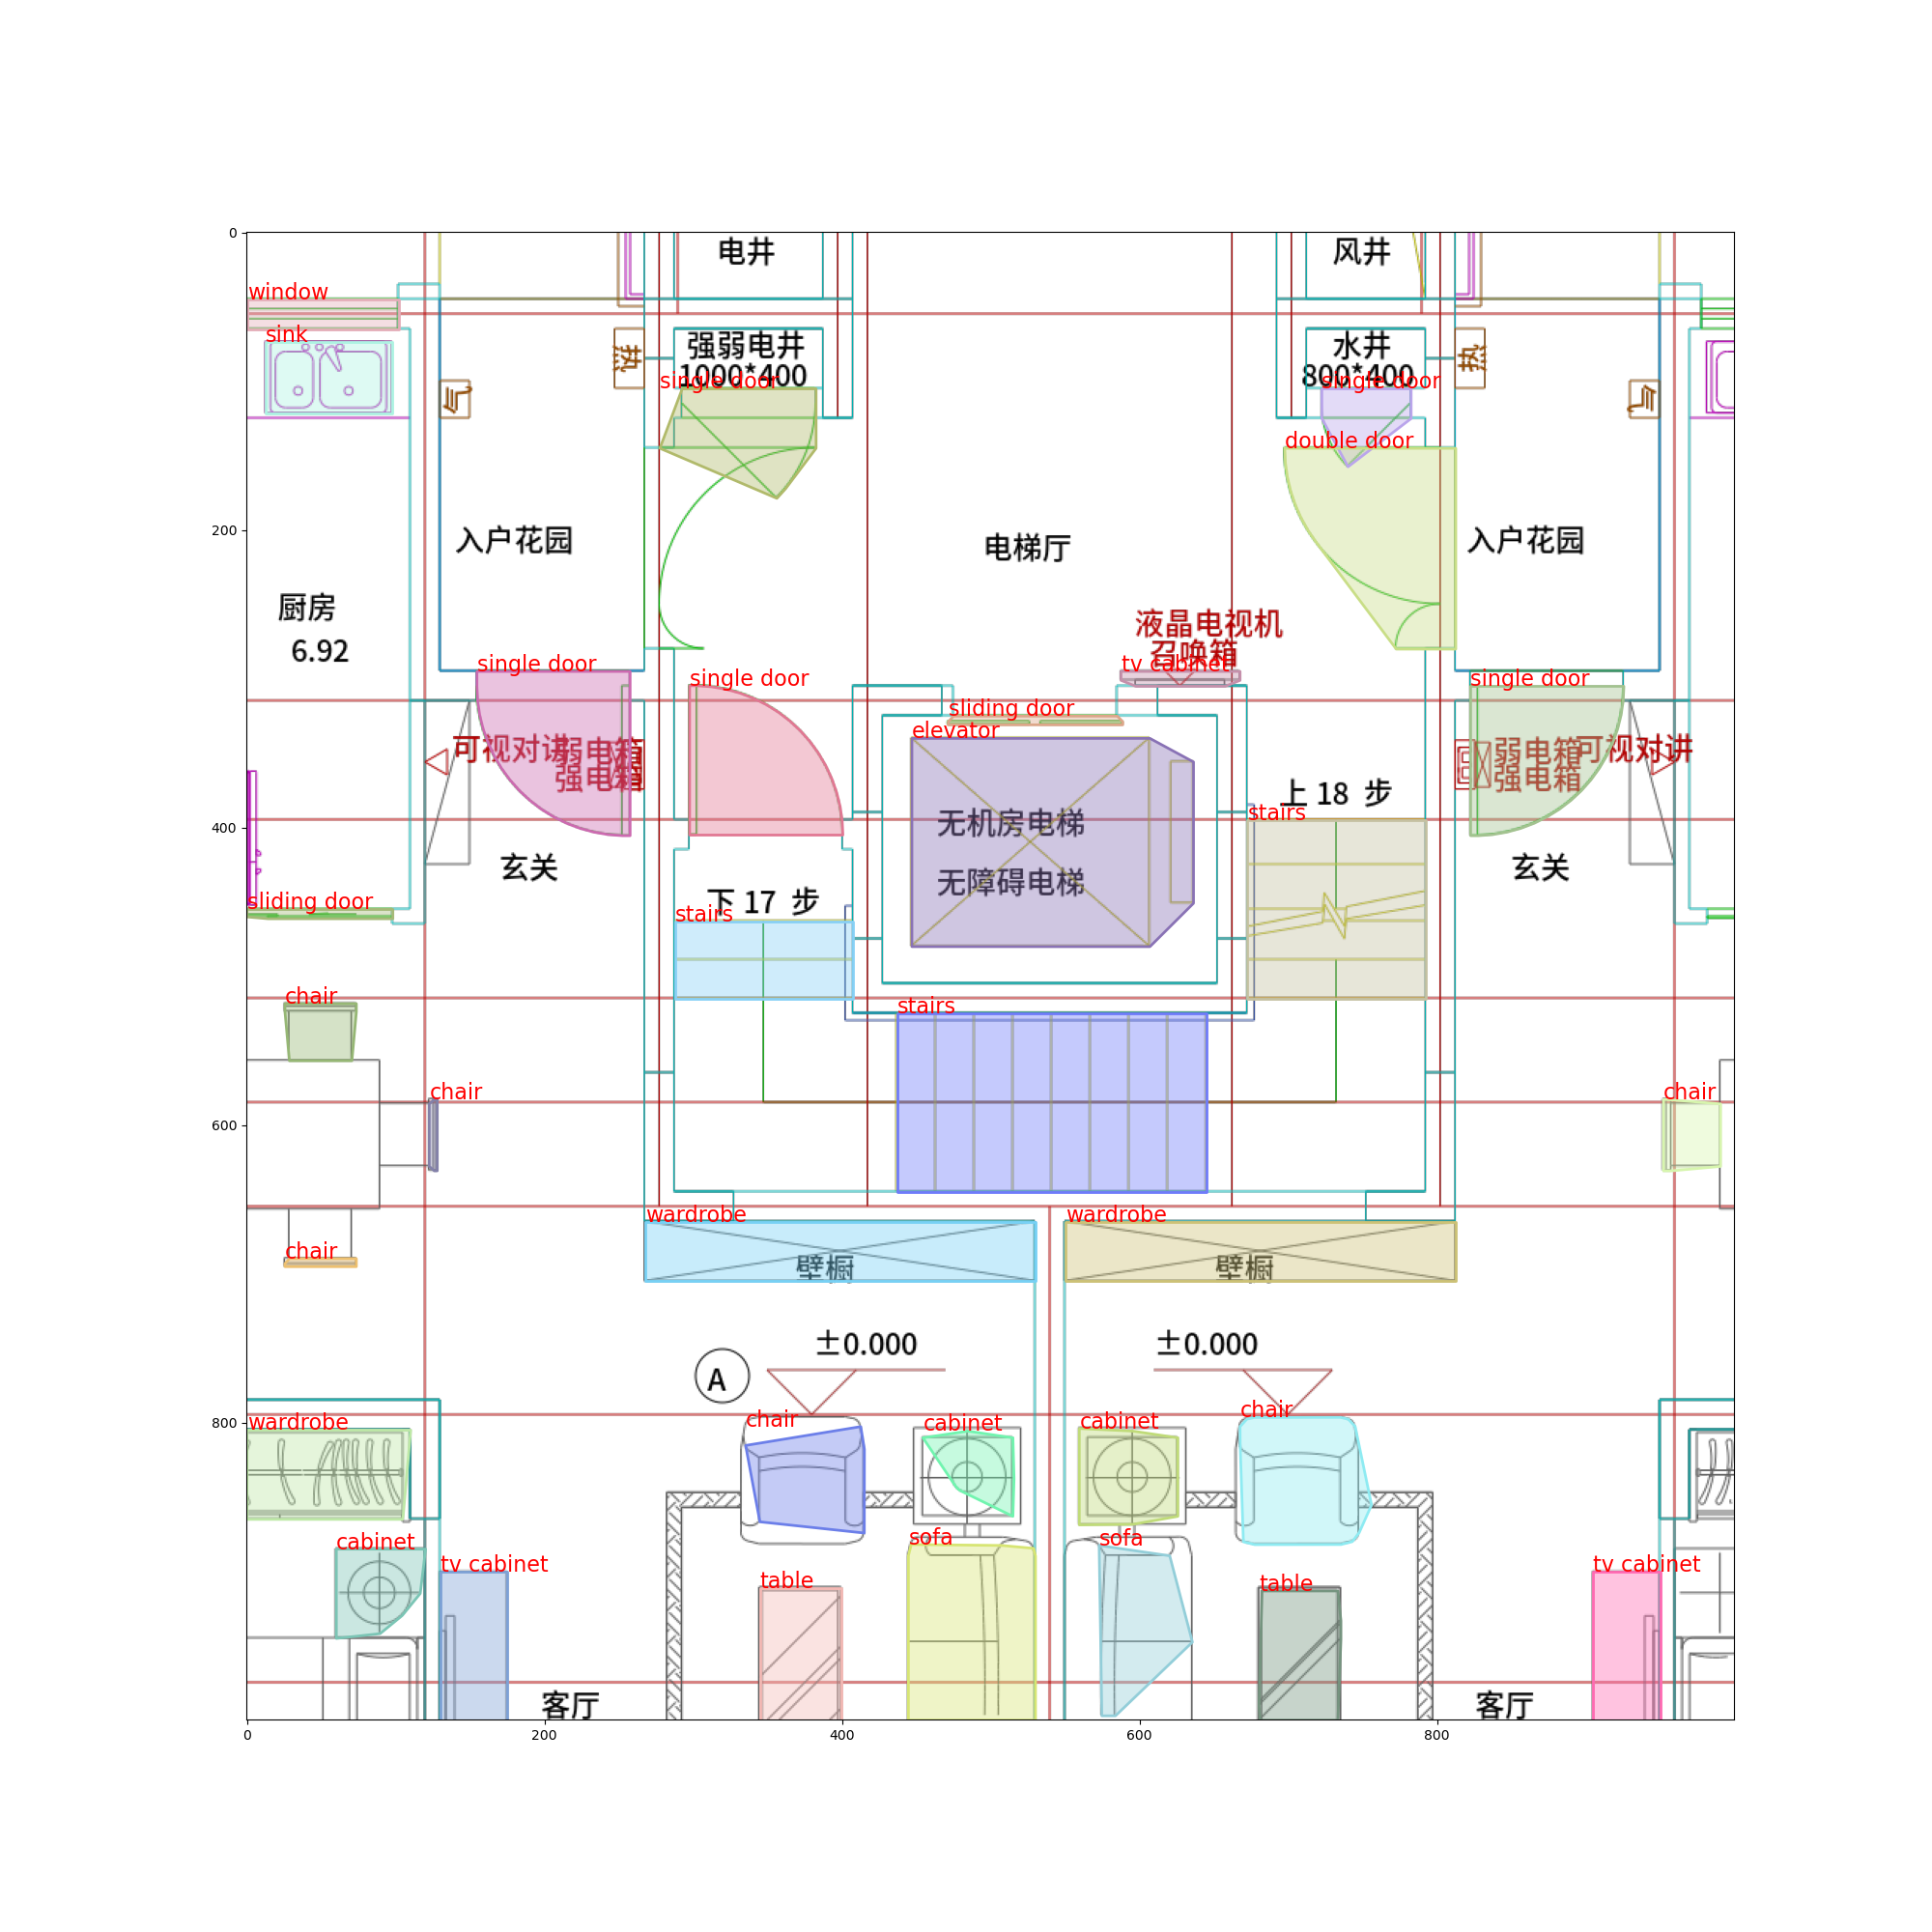 0
电井
风井
window
sink
强弱电井
1000*400
水井
800*400
热
热
气
气
single door
single door
double door
200
入户花园
电梯厅
入户花园
厨房
6.92
液晶电视机
召唤箱
tv cabinet
single door
single door
single door
sliding door
elevator
可视对讲
弱电箱
强电箱
弱电箱
强电箱
可视对讲
上 18 步
stairs
400
无机房电梯
无障碍电梯
玄关
玄关
sliding door
下 17 步
stairs
chair
stairs
chair
chair
600
wardrobe
wardrobe
chair
壁橱
壁橱
±0.000
±0.000
A
800
wardrobe
chair
cabinet
cabinet
chair
cabinet
sofa
sofa
tv cabinet
table
table
tv cabinet
客厅
客厅
0
200
400
600
800